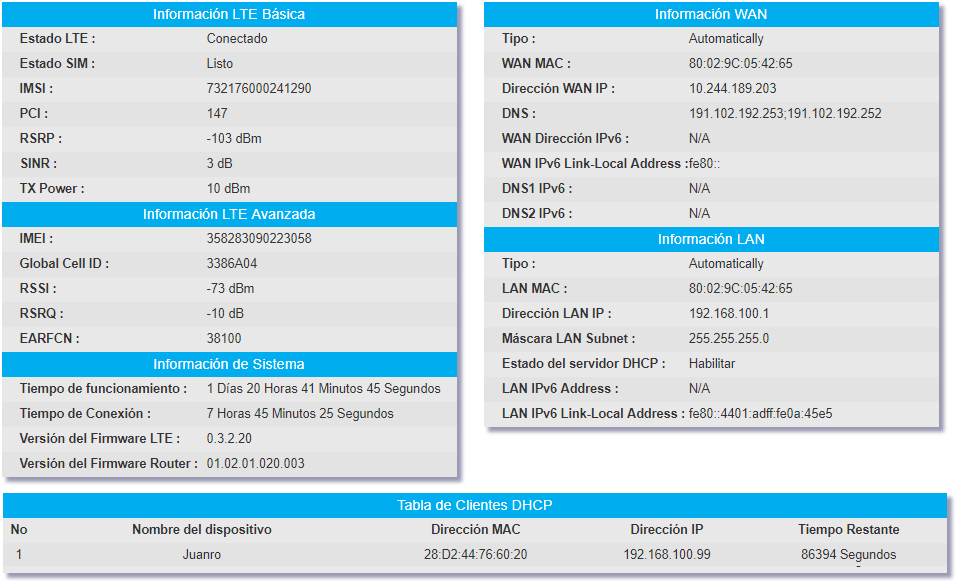 Información LTE Básica
Estado LTE : Conectado
Estado SIM : Listo
IMSI : 732176000241290
PCI : 147
RSRP : -103 dBm
SINR : 3 dB
TX Power : 10 dBm
Información LTE Avanzada
IMEI : 358283090223058
Global Cell ID : 3386A04
RSSI : -73 dBm
RSRQ : -10 dB
EARFCN : 38100
Información de Sistema
Tiempo de funcionamiento : 1 Días 20 Horas 41 Minutos 45 Segundos
Tiempo de Conexión : 7 Horas 45 Minutos 25 Segundos
Versión del Firmware LTE : 0.3.2.20
Versión del Firmware Router : 01.02.01.020.003
Información WAN
Tipo : Automatically
WAN MAC : 80:02:9C:05:42:65
Dirección WAN IP : 10.244.189.203
DNS : 191.102.192.253;191.102.192.252
WAN Dirección IPv6 : N/A
WAN IPv6 Link-Local Address :fe80::
DNS1 IPv6 : N/A
DNS2 IPv6 : N/A
Información LAN
Tipo : Automatically
LAN MAC : 80:02:9C:05:42:65
Dirección LAN IP : 192.168.100.1
Máscara LAN Subnet : 255.255.255.0
Estado del servidor DHCP : Habilitar
LAN IPv6 Address : N/A
LAN IPv6 Link-Local Address : fe80::4401:adff:fe0a:45e5
Tabla de Clientes DHCP
No Nombre del dispositivo Dirección MAC Dirección IP Tiempo Restante
1 Juanro 28:D2:44:76:60:20 192.168.100.99 86394 Segundos